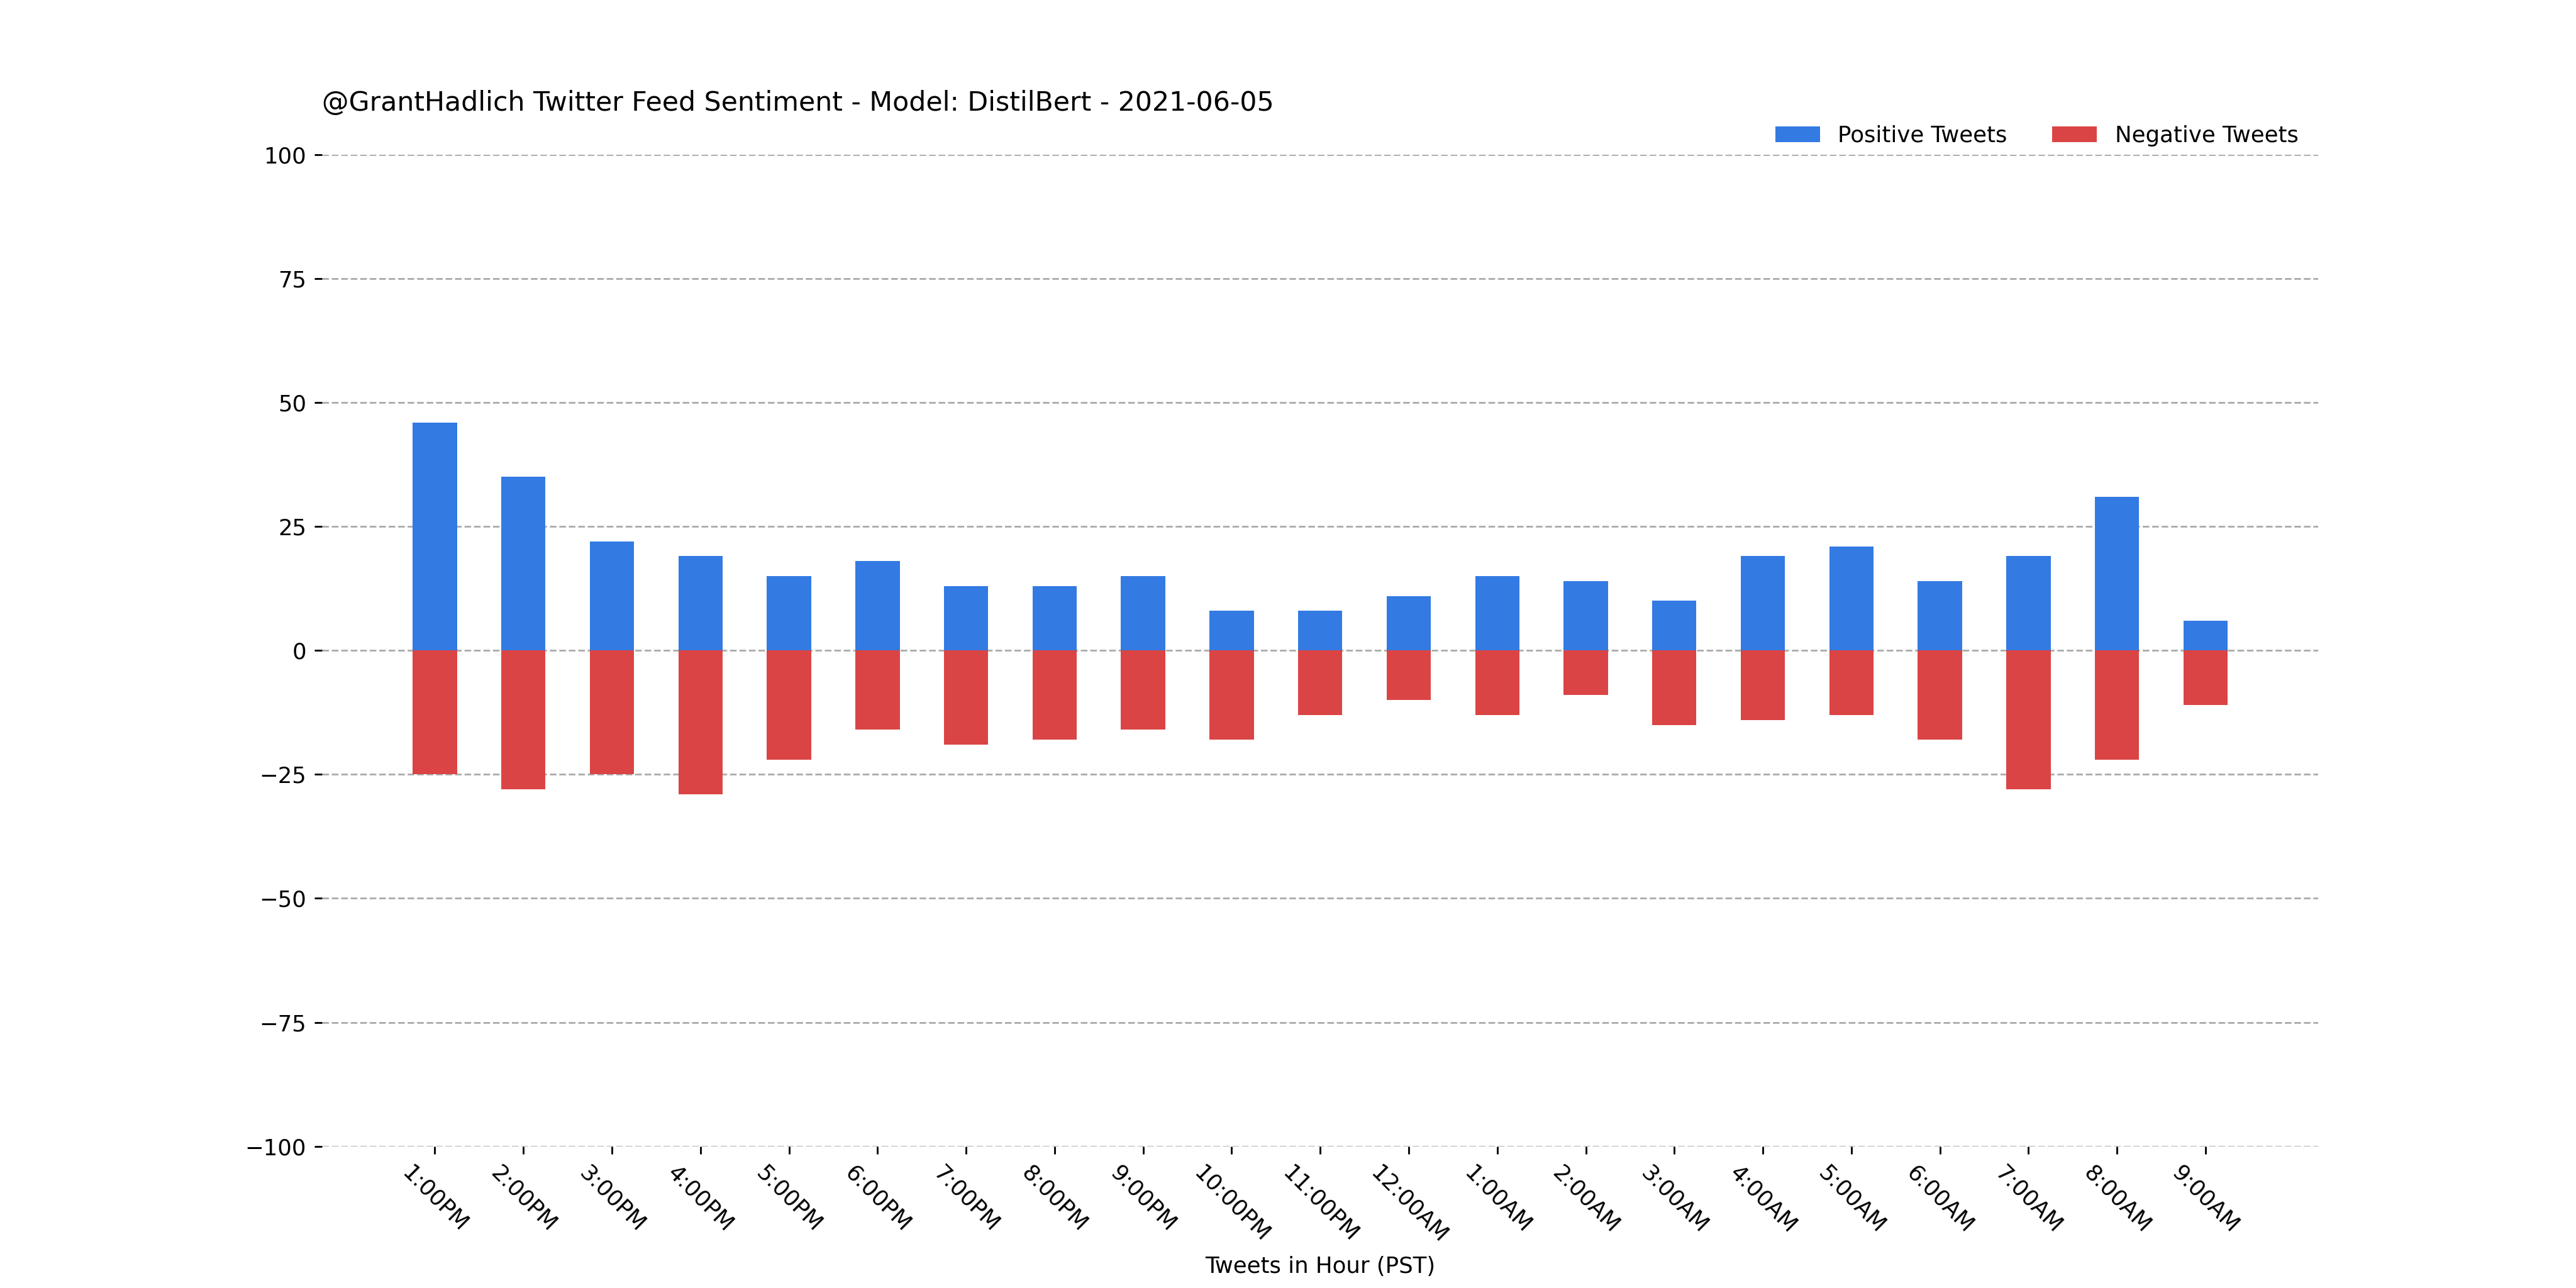 @GrantHadlich Twitter Feed Sentiment - Model: DistilBert - 2021-06-05
Positive Tweets
Negative Tweets
100
75
50
25
0
−25
−50
−75
−100
1:00PM
2:00PM
3:00PM
4:00PM
5:00PM
6:00PM
7:00PM
8:00PM
9:00PM
10:00PM
11:00PM
12:00AM
1:00AM
2:00AM
3:00AM
4:00AM
5:00AM
6:00AM
7:00AM
8:00AM
9:00AM
Tweets in Hour (PST)